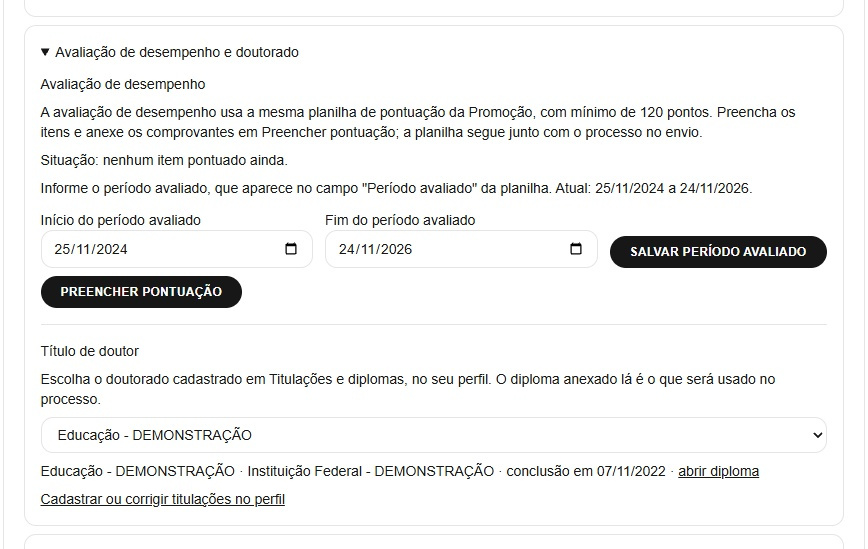 Avaliação de desempenho e doutorado
Avaliação de desempenho
A avaliação de desempenho usa a mesma planilha de pontuação da Promoção, com mínimo de 120 pontos. Preencha os
itens e anexe os comprovantes em Preencher pontuação; a planilha segue junto com o processo no envio.
Situação: nenhum item pontuado ainda.
Informe o período avaliado, que aparece no campo "Período avaliado" da planilha. Atual: 25/11/2024 a 24/11/2026.
Início do período avaliado
Fim do período avaliado
25/11/2024
24/11/2026
SALVAR PERÍODO AVALIADO
PREENCHER PONTUAÇÃO
Título de doutor
Escolha o doutorado cadastrado em Titulações e diplomas, no seu perfil. O diploma anexado lá é o que será usado no
processo.
Educação - DEMONSTRAÇÃO
Educação - DEMONSTRAÇÃO · Instituição Federal - DEMONSTRAÇÃO · conclusão em 07/11/2022 · abrir diploma
Cadastrar ou corrigir titulações no perfil